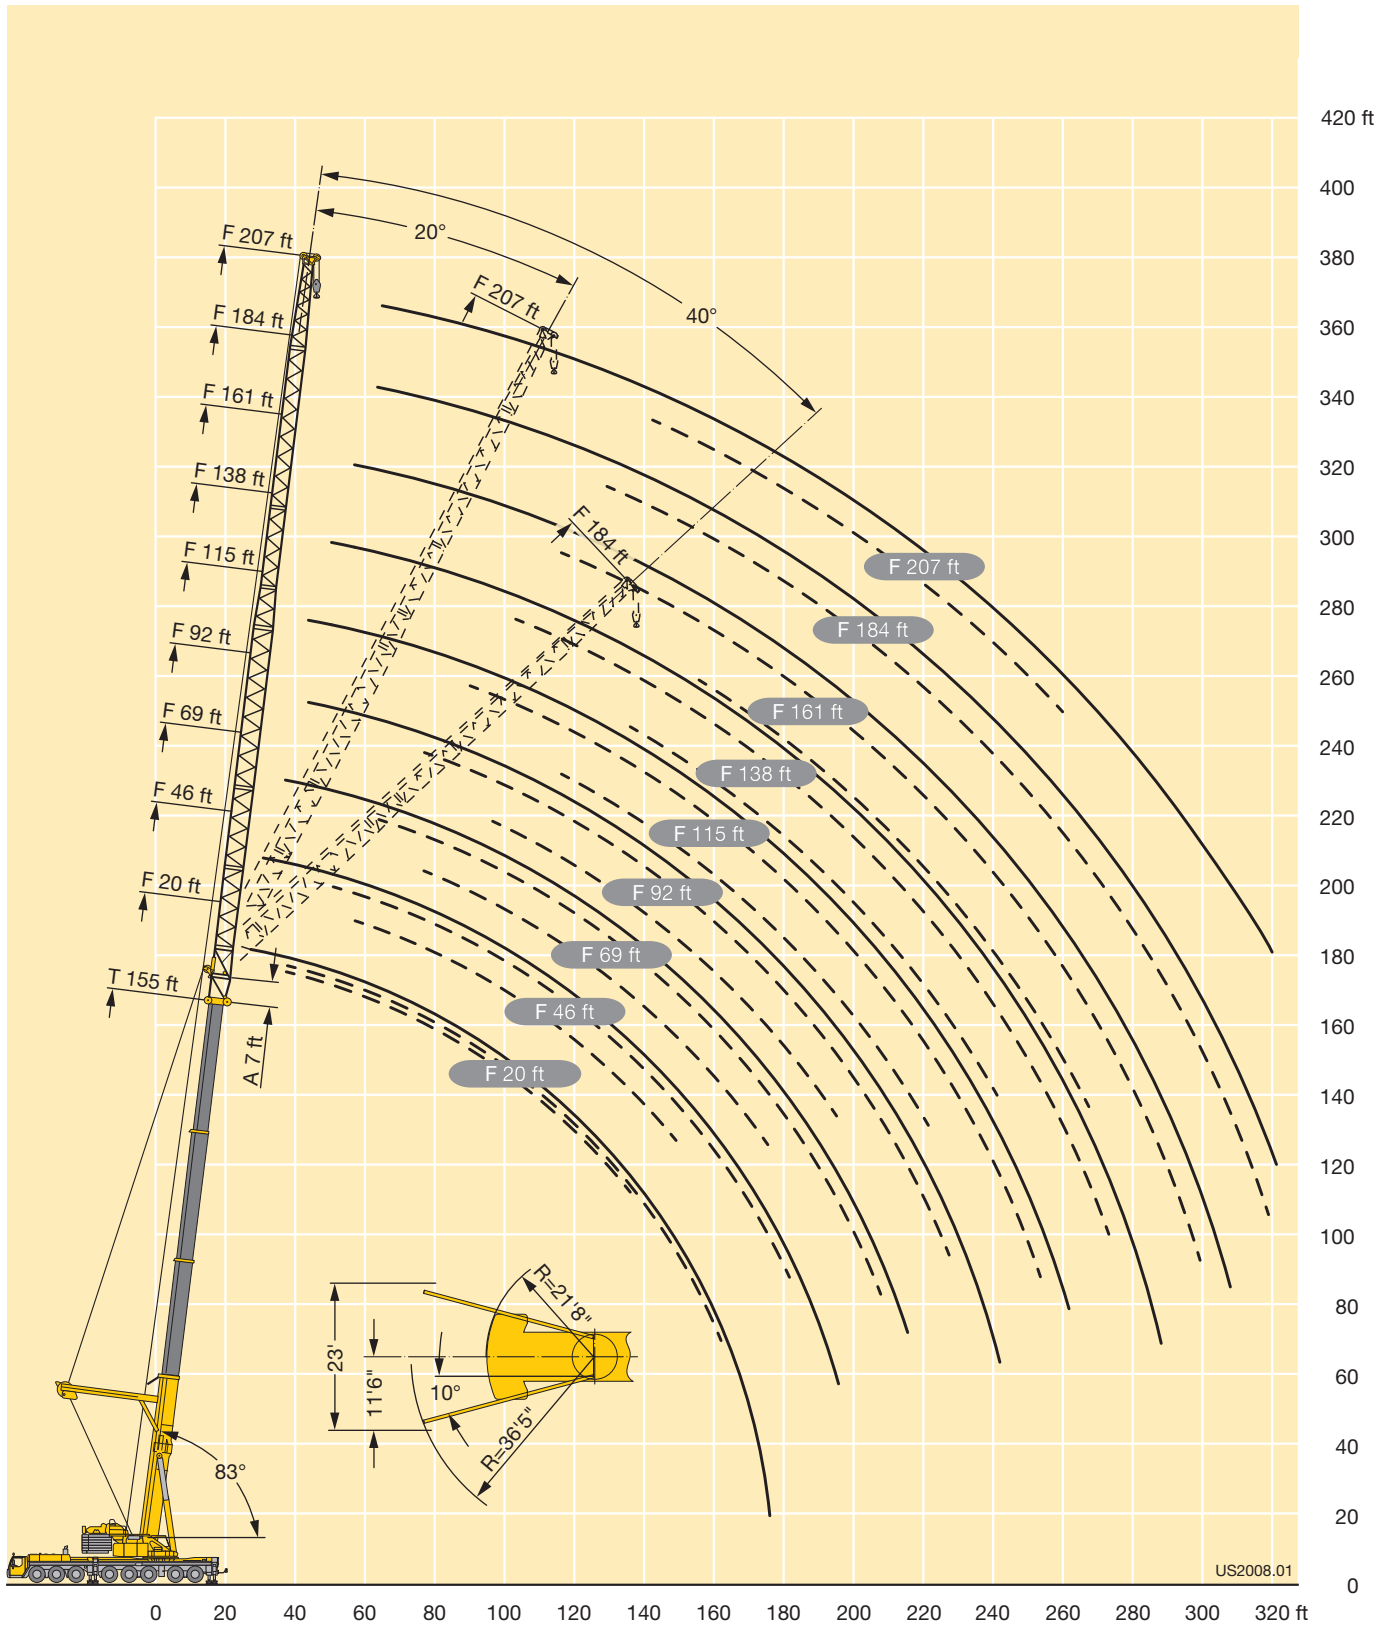 420 ft
400
380
360
340
320
300
280
260
240
220
200
180
160
140
120
100
80
60
40
20
0
20°
40°
F 207 ft
F 184 ft
F 161 ft
F 138 ft
F 115 ft
F 92 ft
F 69 ft
F 46 ft
F 20 ft
T 155 ft
A 7 ft
F 207 ft
F 184 ft
F 207 ft
F 184 ft
F 161 ft
F 138 ft
F 115 ft
F 92 ft
F 69 ft
F 46 ft
F 20 ft
R=21'8"
23'
11'6"
10°
R=36'5"
83°
US2008.01
0 20 40 60 80 100 120 140 160 180 200 220 240 260 280 300 320 ft